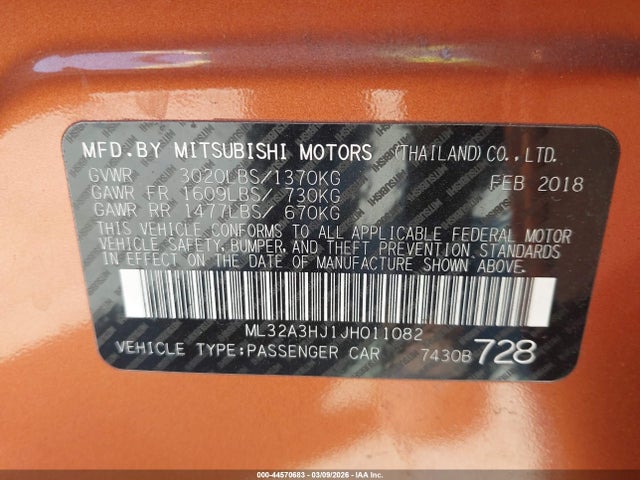 MFD.BY MITSUBISHI MOTORS (THAILAND)CO.,LTD.
GVWR 3020LBS/1370KG FEB 2018
GAWR FR 1609LBS/ 730KG
GAWR RR 1477LBS/ 670KG
THIS VEHICLE CONFORMS TO ALL APPLICABLE FEDERAL MOTOR
VEHICLE SAFETY, BUMPER, AND THEFT PREVENTION STANDARDS
IN EFFECT ON THE DATE OF MANUFACTURE SHOWN ABOVE.
ML32A3HJ1JH011082
VEHICLE TYPE:PASSENGER CAR 7430B 728
000-44570683 - 03/09/2026 - IAA Inc.